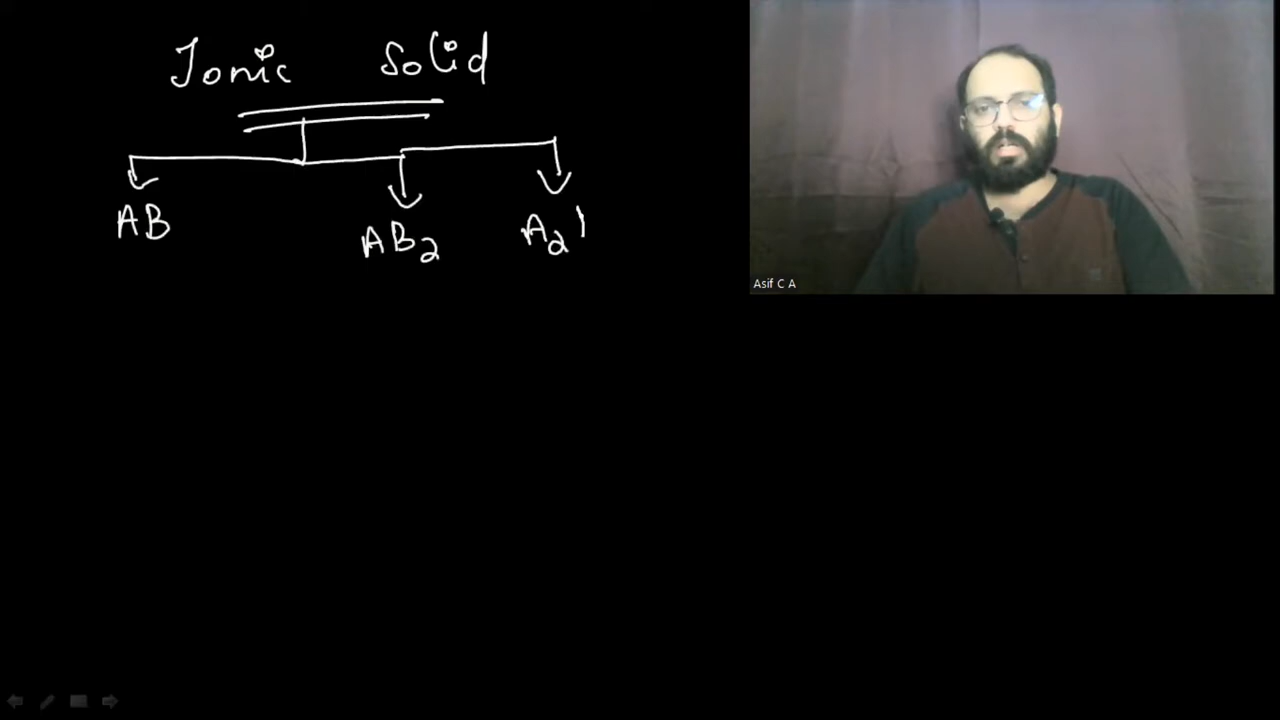 Ionic Solid
AB AB₂ A₂
Asif C A